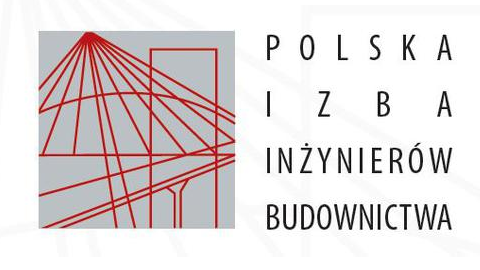 POLSKA
IZBA
INŻYNIERÓW
BUDOWNICTWA